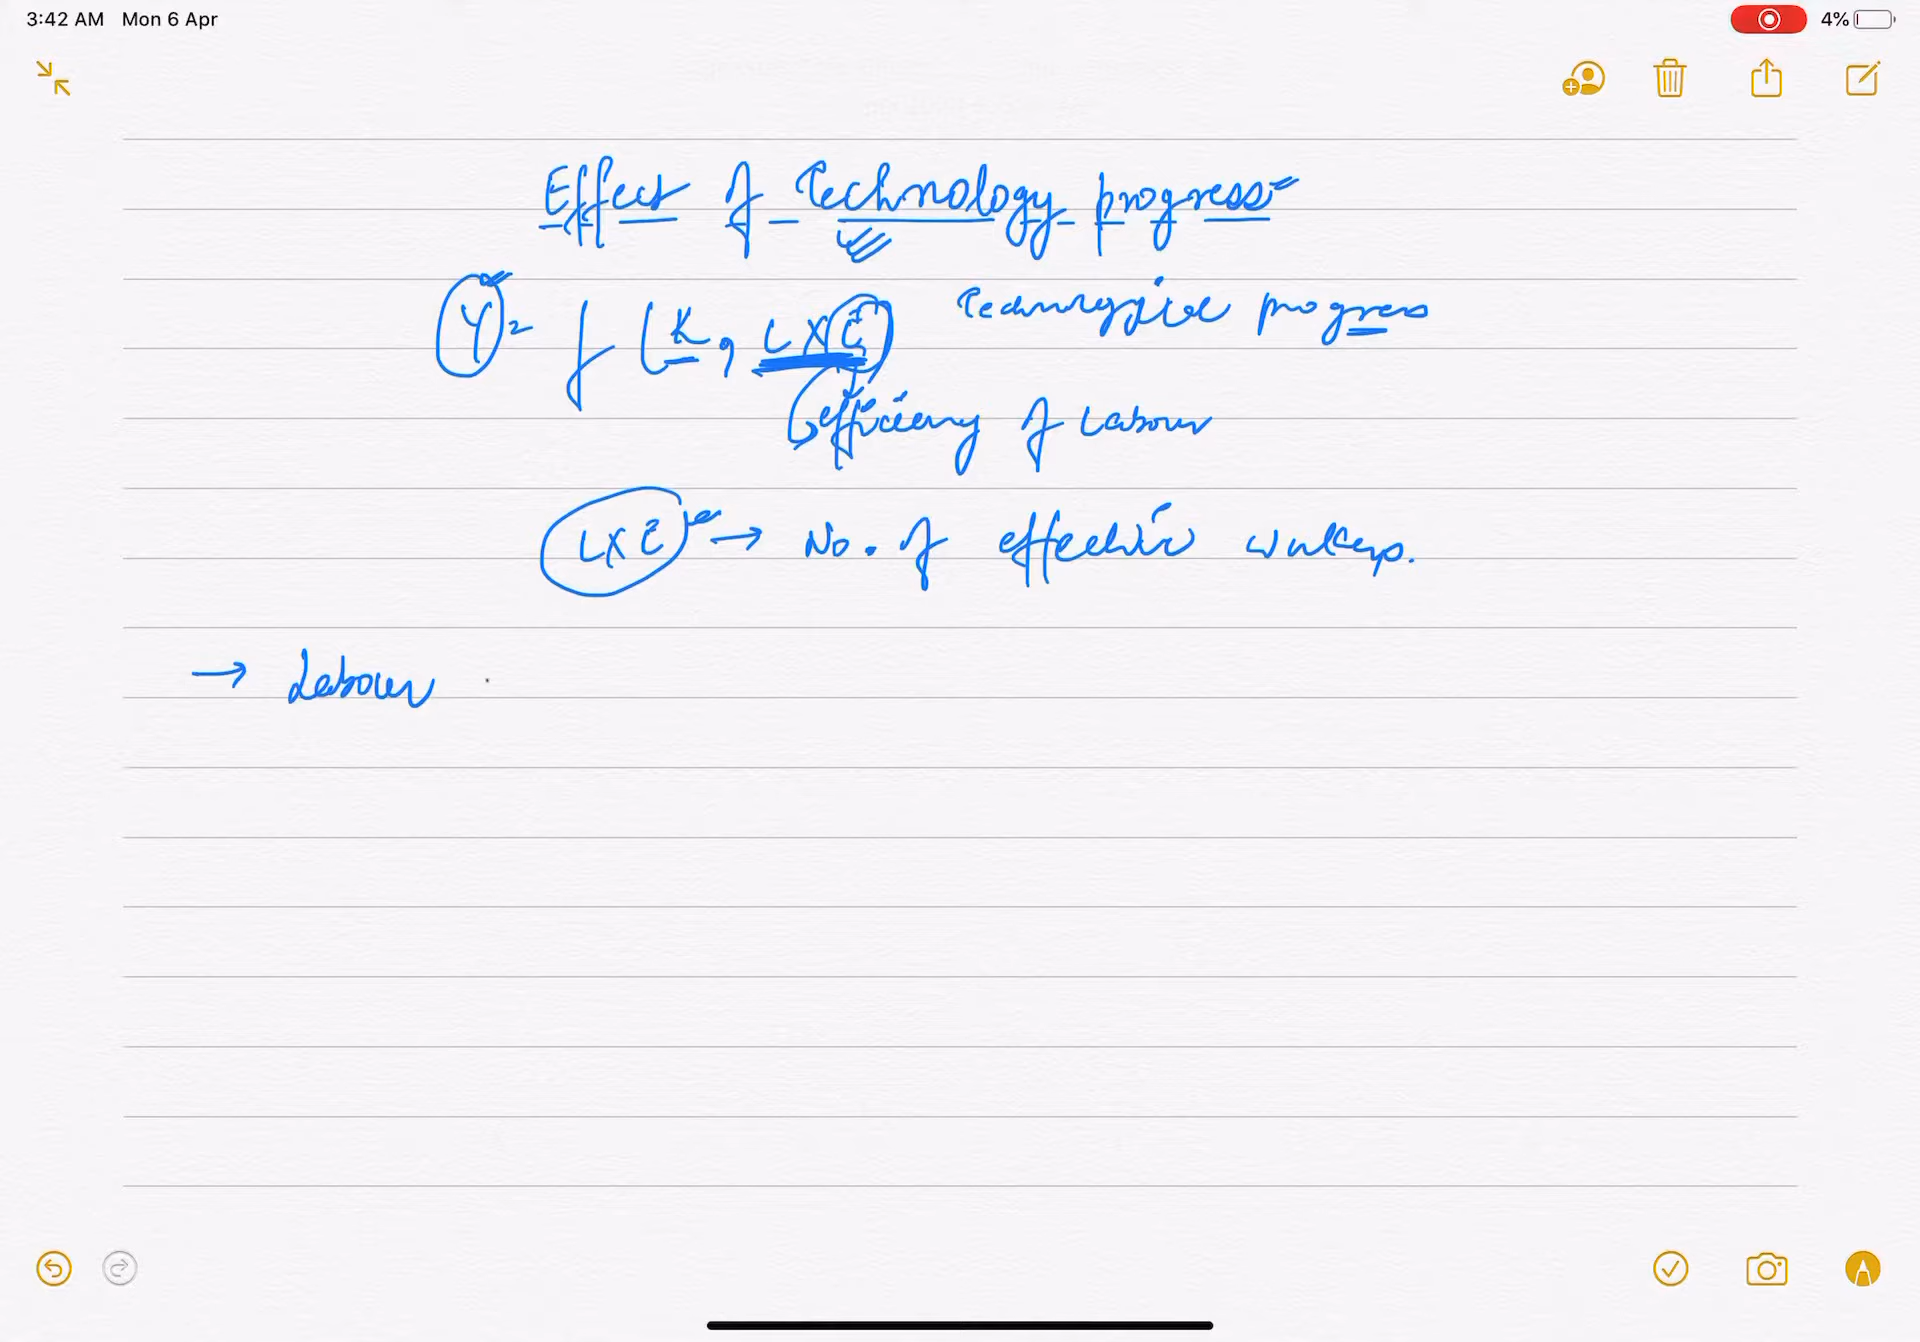 3:42 AM Mon 6 Apr 4%
Effect of Technology progress
Y = f (K, L X E) Technological progress
efficiency of Labour
L X E → No. of effective workers.
→ Labour